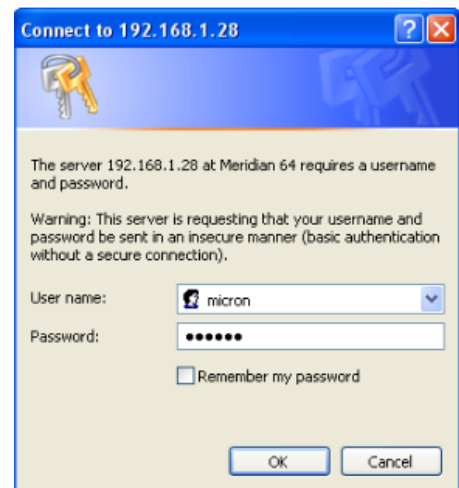 Connect to 192.168.1.28
The server 192.168.1.28 at Meridian 64 requires a username
and password.
Warning: This server is requesting that your username and
password be sent in an insecure manner (basic authentication
without a secure connection).
User name:
micron
Password:
••••••
Remember my password
OK
Cancel